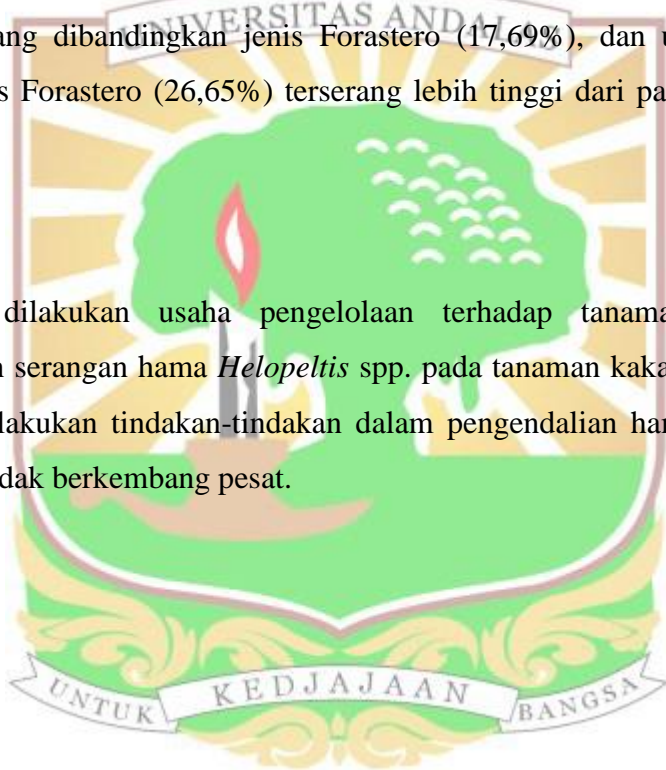 UNIVERSITAS ANDALAS
ang dibandingkan jenis Forastero (17,69%), dan u
s Forastero (26,65%) terserang lebih tinggi dari pa
dilakukan usaha pengelolaan terhadap tanama
n serangan hama Helopeltis spp. pada tanaman kaka
lakukan tindakan-tindakan dalam pengendalian ham
dak berkembang pesat.
UNTUK KEDJAJAAN BANGSA